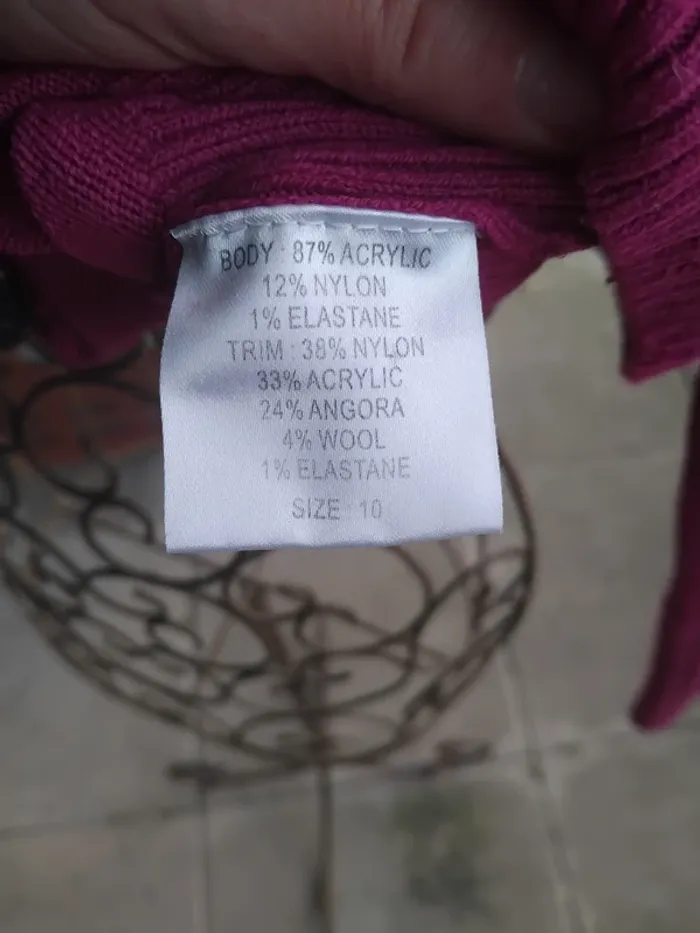 BODY : 87% ACRYLIC
12% NYLON
1% ELASTANE
TRIM : 38% NYLON
33% ACRYLIC
24% ANGORA
4% WOOL
1% ELASTANE
SIZE : 10